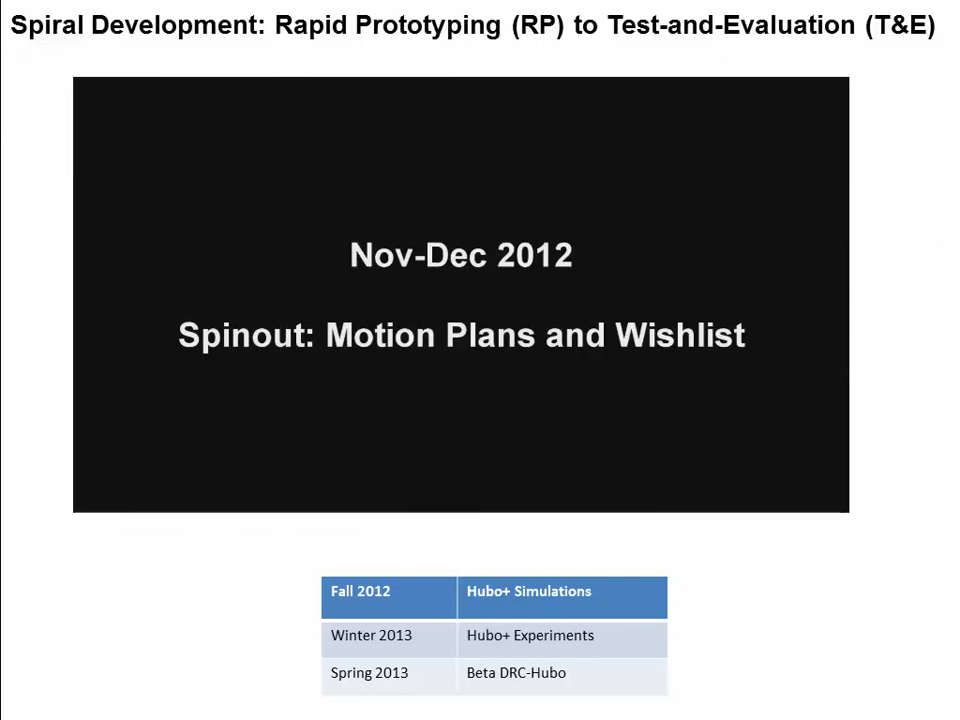 Spiral Development: Rapid Prototyping (RP) to Test-and-Evaluation (T&E)
Nov-Dec 2012
Spinout: Motion Plans and Wishlist
Fall 2012 Hubo+ Simulations
Winter 2013 Hubo+ Experiments
Spring 2013 Beta DRC-Hubo